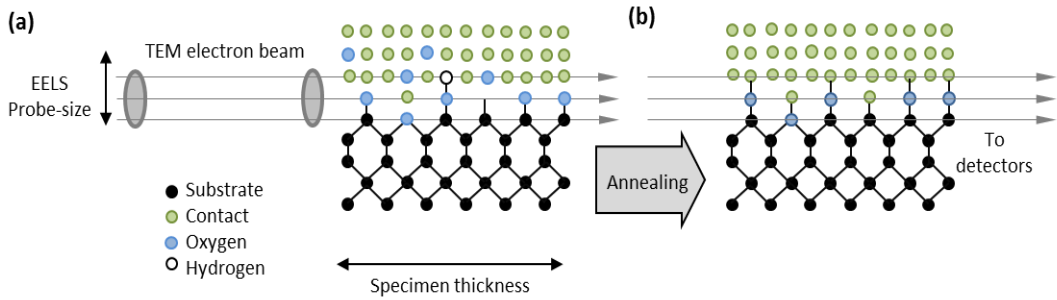 (a)
TEM electron beam
EELS
Probe-size
Substrate
Contact
Oxygen
Hydrogen
Specimen thickness
Annealing
(b)
To
detectors